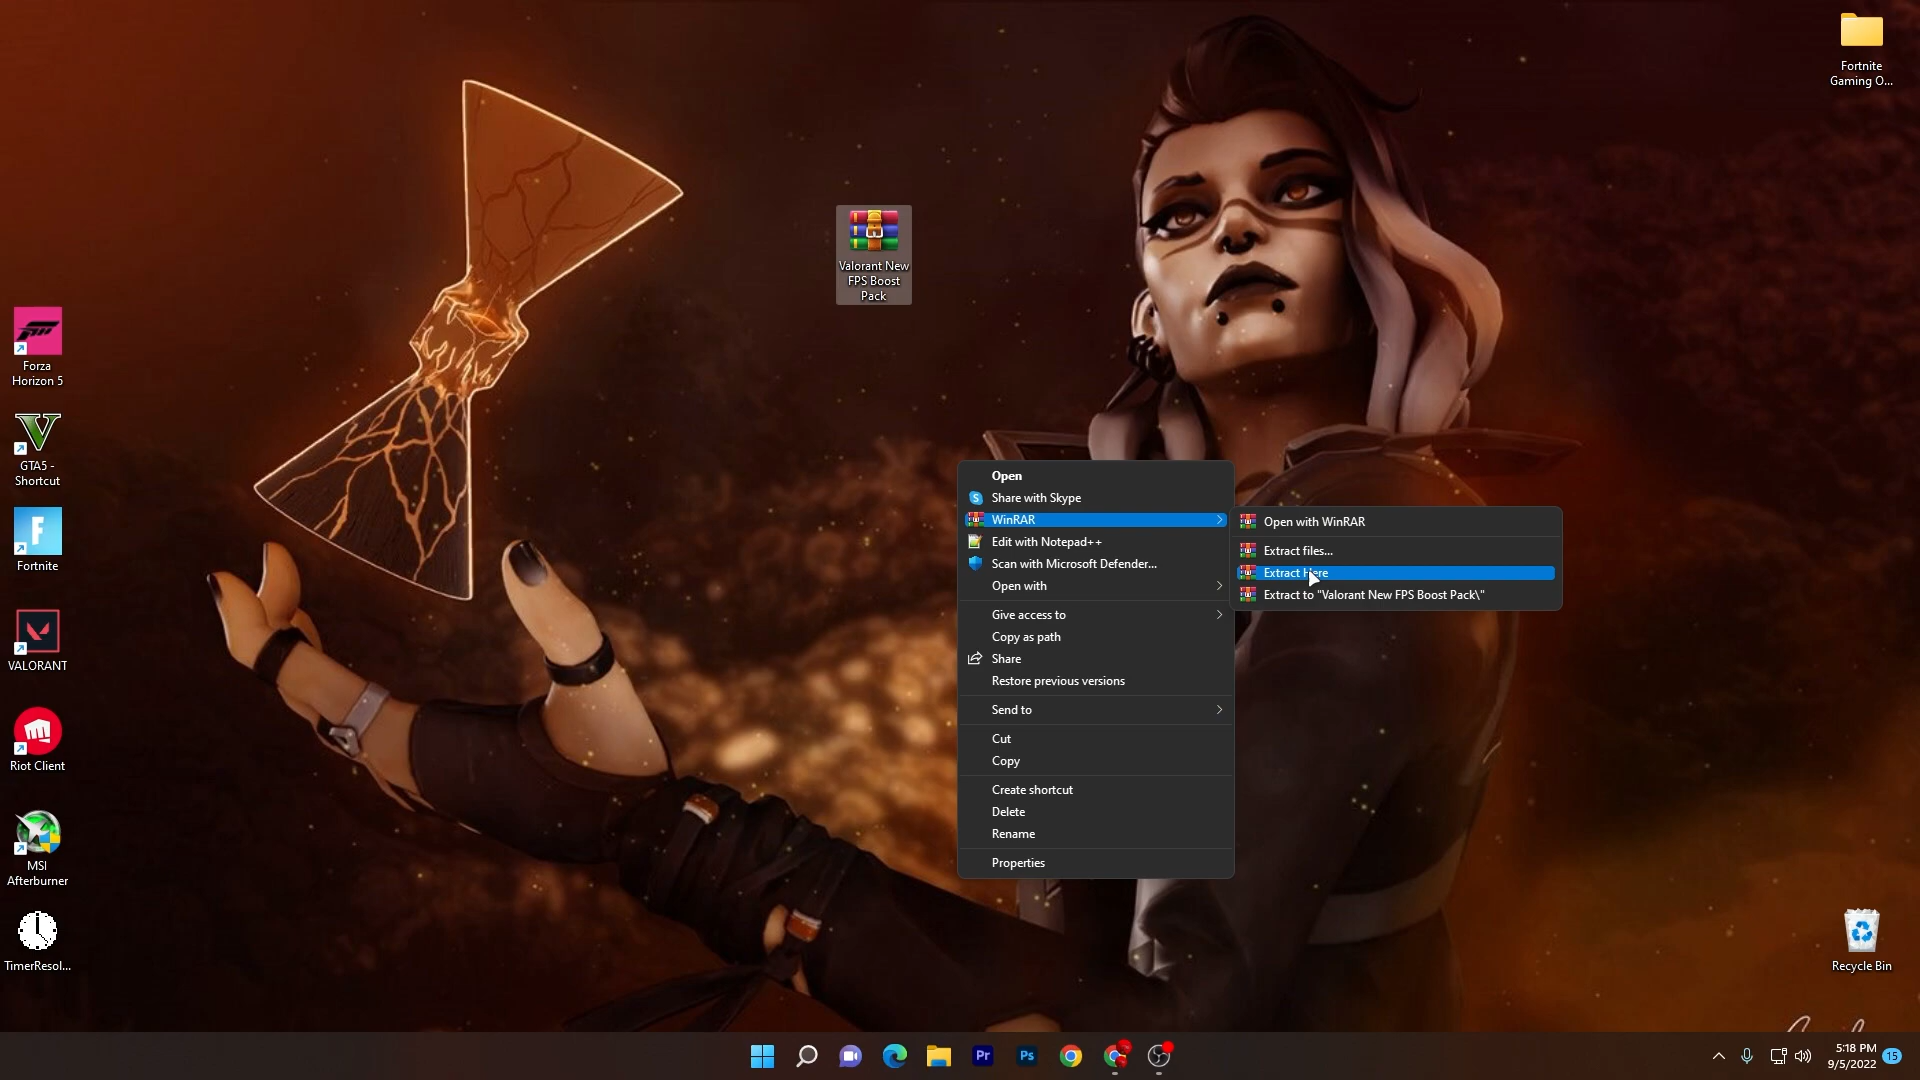 Fortnite
Gaming O...
Valorant New
FPS Boost
Pack
Forza
Horizon 5
GTA5 -
Shortcut
Fortnite
VALORANT
Riot Client
MSI
Afterburner
TimerResol...
Open
Share with Skype
WinRAR
Edit with Notepad++
Scan with Microsoft Defender...
Open with
Give access to
Copy as path
Share
Restore previous versions
Send to
Cut
Copy
Create shortcut
Delete
Rename
Properties
Open with WinRAR
Extract files...
Extract Here
Extract to "Valorant New FPS Boost Pack\"
Recycle Bin
Pr
Ps
5:18 PM
9/5/2022
15